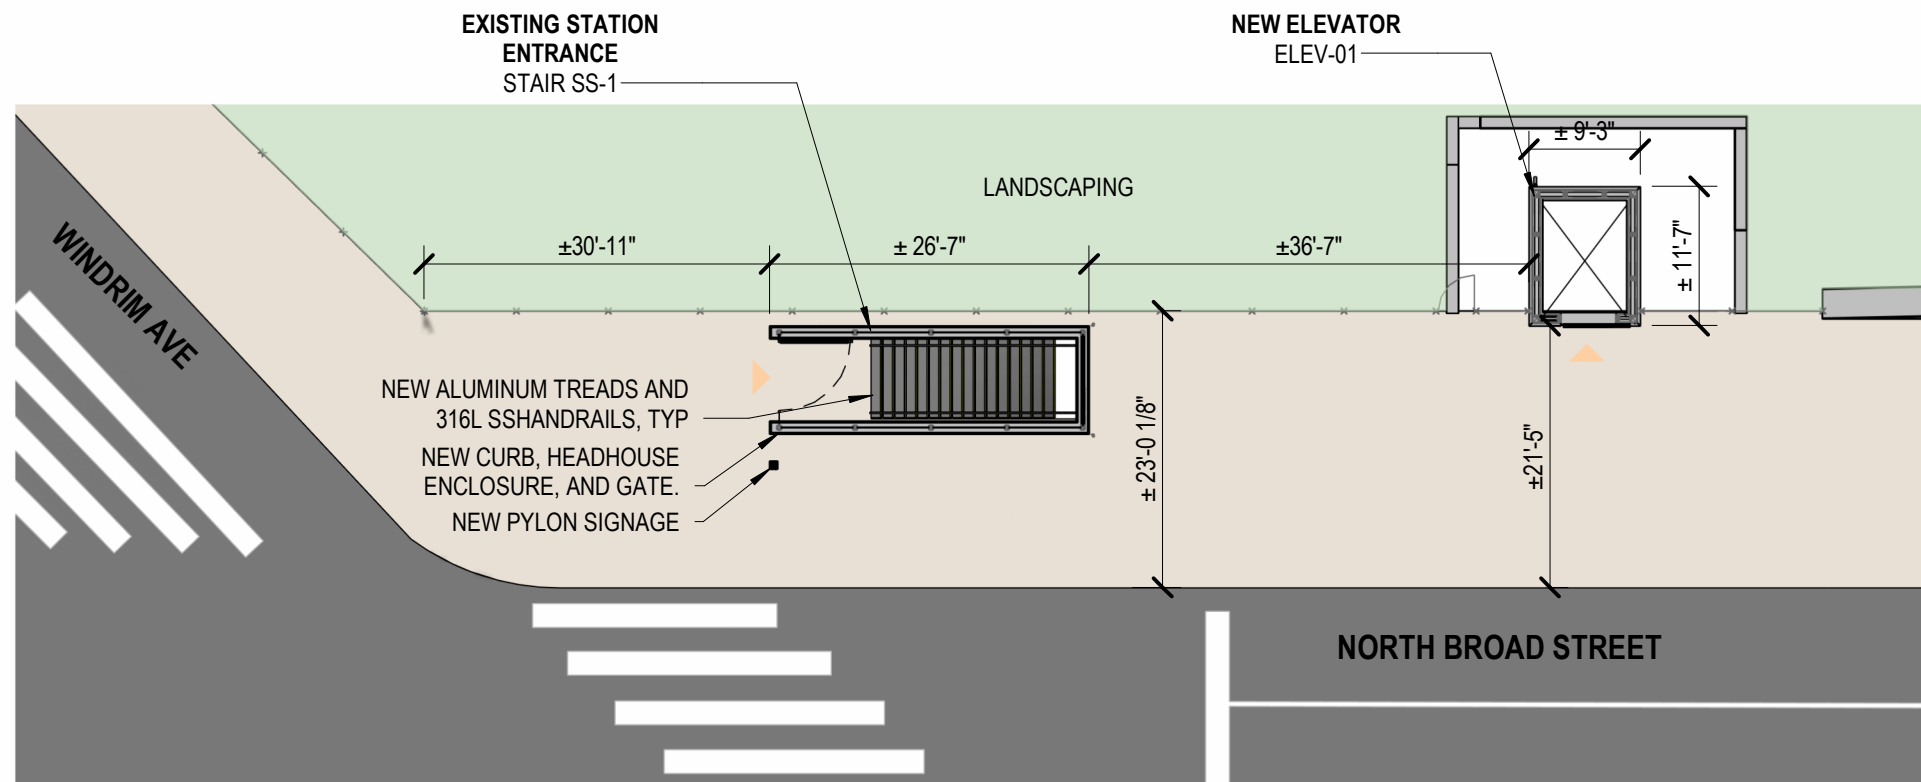 EXISTING STATION
ENTRANCE
STAIR SS-1
NEW ELEVATOR
ELEV-01
± 9'-3"
LANDSCAPING
±30'-11"
± 26'-7"
±36'-7"
± 11'-7"
WINDRIM AVE
NEW ALUMINUM TREADS AND
316L SSHANDRAILS, TYP
NEW CURB, HEADHOUSE
ENCLOSURE, AND GATE.
NEW PYLON SIGNAGE
± 23'-0 1/8"
±21'-5"
NORTH BROAD STREET